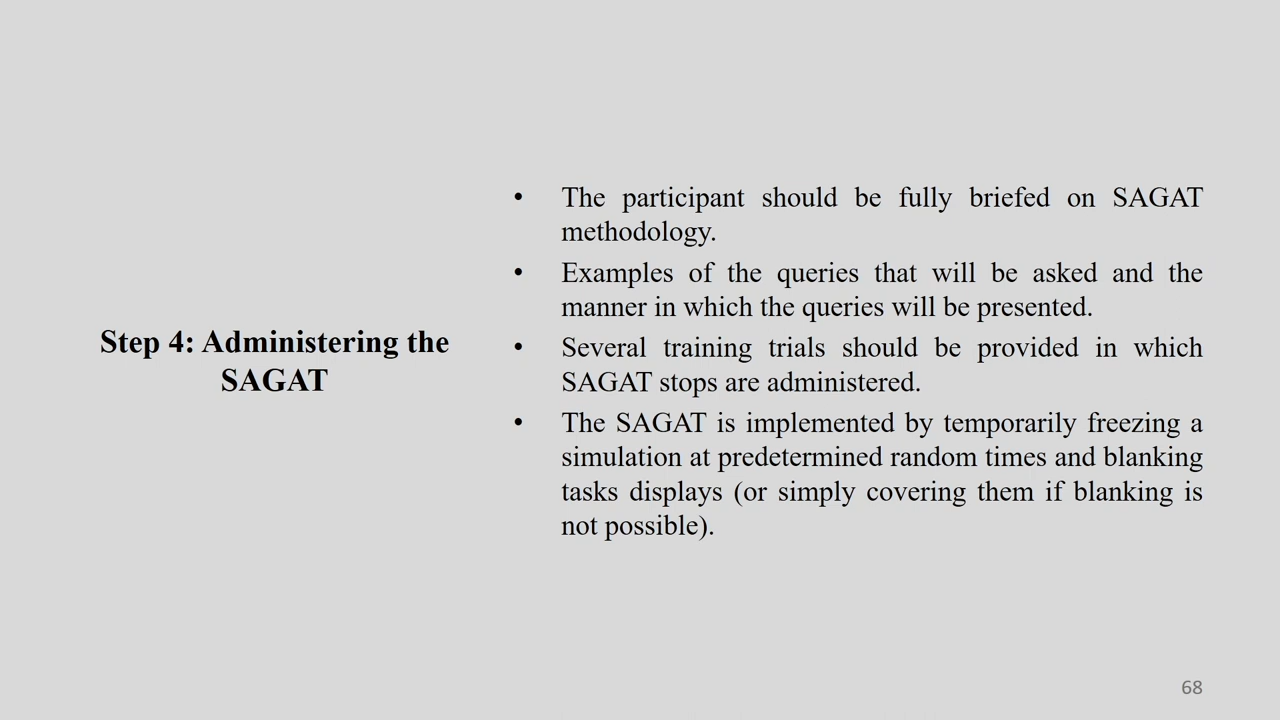 Step 4: Administering the
SAGAT
• The participant should be fully briefed on SAGAT
methodology.
• Examples of the queries that will be asked and the
manner in which the queries will be presented.
• Several training trials should be provided in which
SAGAT stops are administered.
• The SAGAT is implemented by temporarily freezing a
simulation at predetermined random times and blanking
tasks displays (or simply covering them if blanking is
not possible).
68